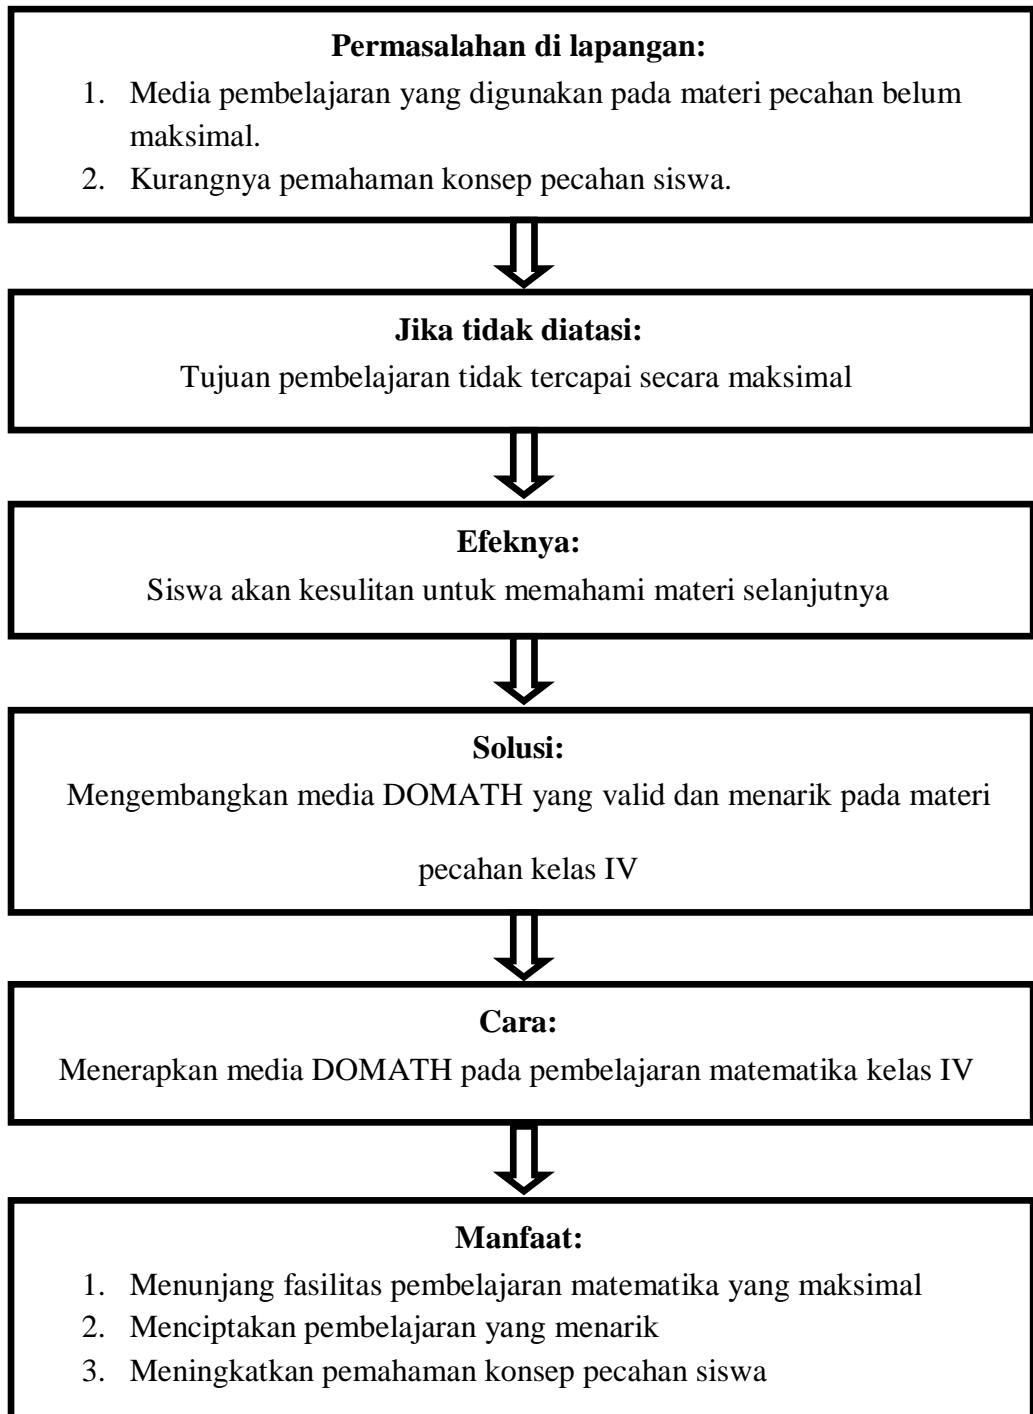 Permasalahan di lapangan:
1. Media pembelajaran yang digunakan pada materi pecahan belum
maksimal.
2. Kurangnya pemahaman konsep pecahan siswa.
Jika tidak diatasi:
Tujuan pembelajaran tidak tercapai secara maksimal
Efeknya:
Siswa akan kesulitan untuk memahami materi selanjutnya
Solusi:
Mengembangkan media DOMATH yang valid dan menarik pada materi
pecahan kelas IV
Cara:
Menerapkan media DOMATH pada pembelajaran matematika kelas IV
Manfaat:
1. Menunjang fasilitas pembelajaran matematika yang maksimal
2. Menciptakan pembelajaran yang menarik
3. Meningkatkan pemahaman konsep pecahan siswa